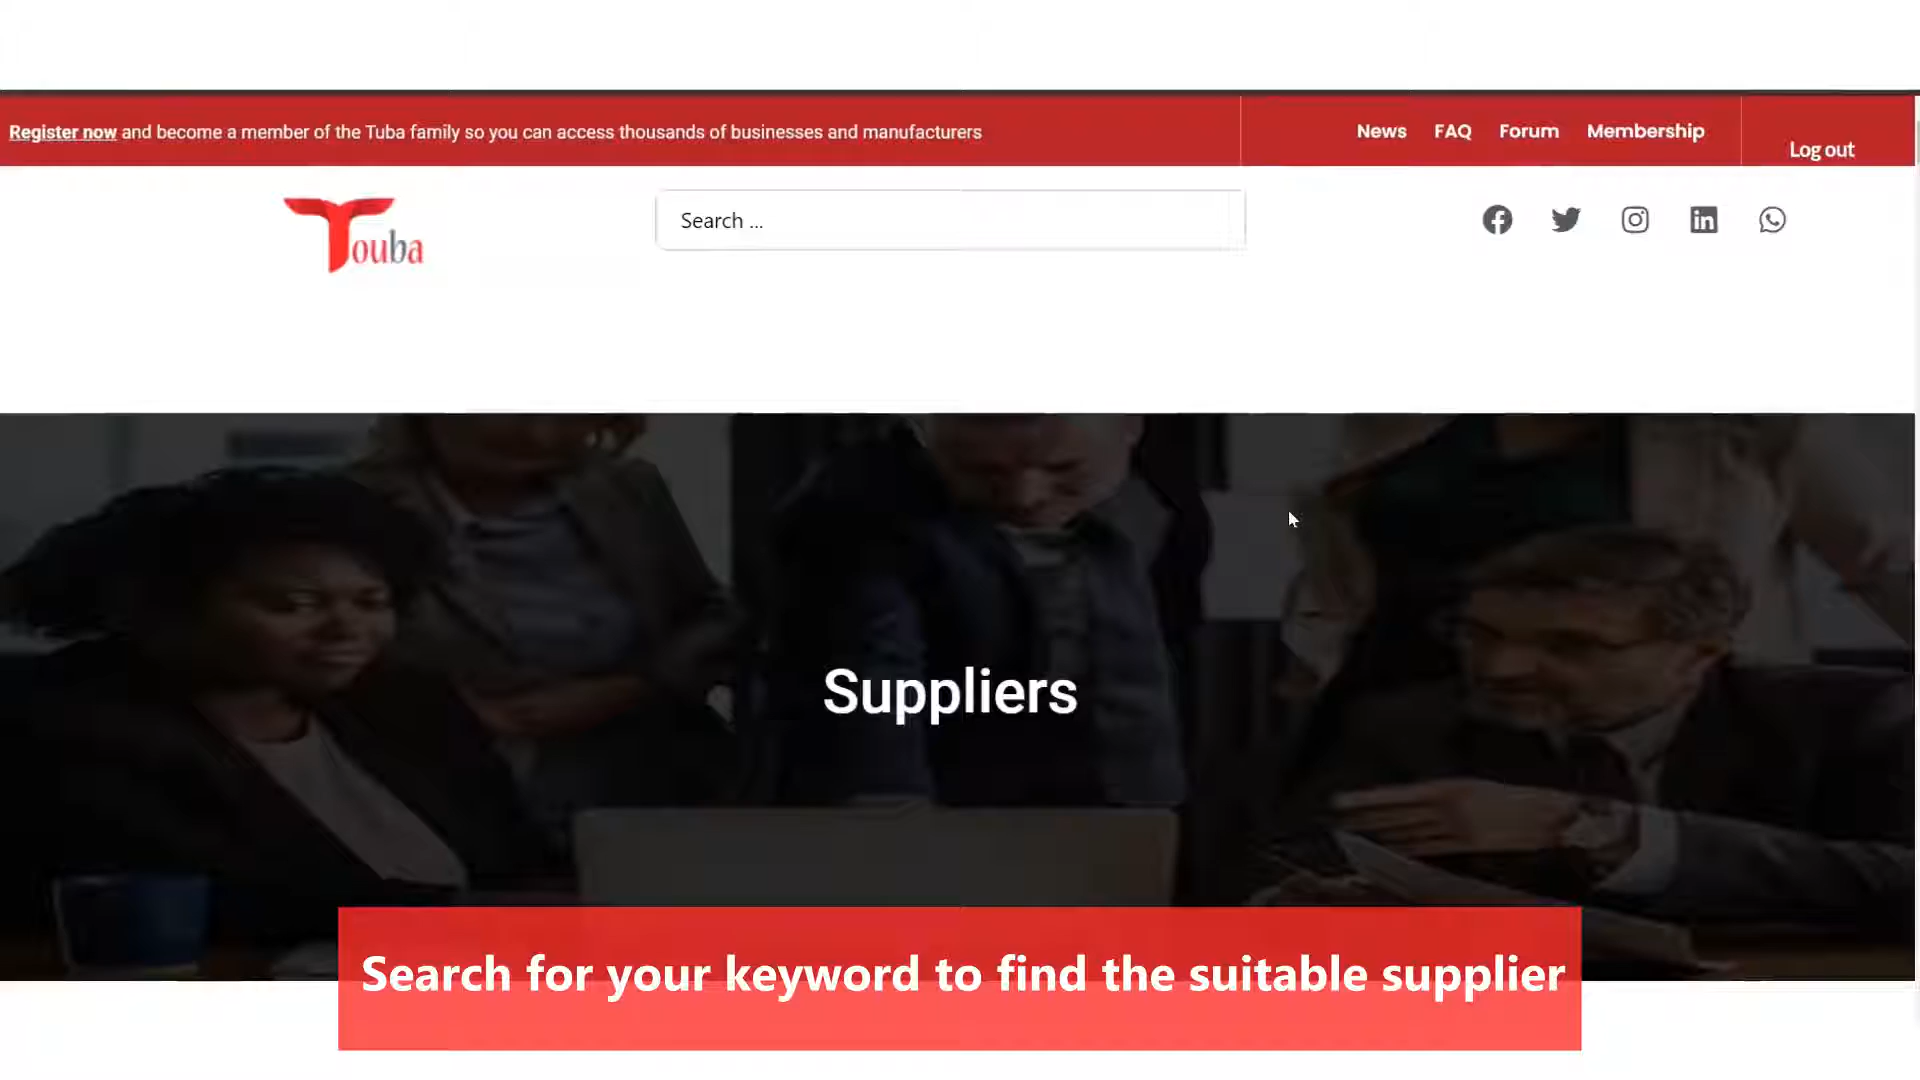 Register now and become a member of the Tuba family so you can access thousands of businesses and manufacturers
News FAQ Forum Membership
Log out
Touba
Search ...
Suppliers
Search for your keyword to find the suitable supplier